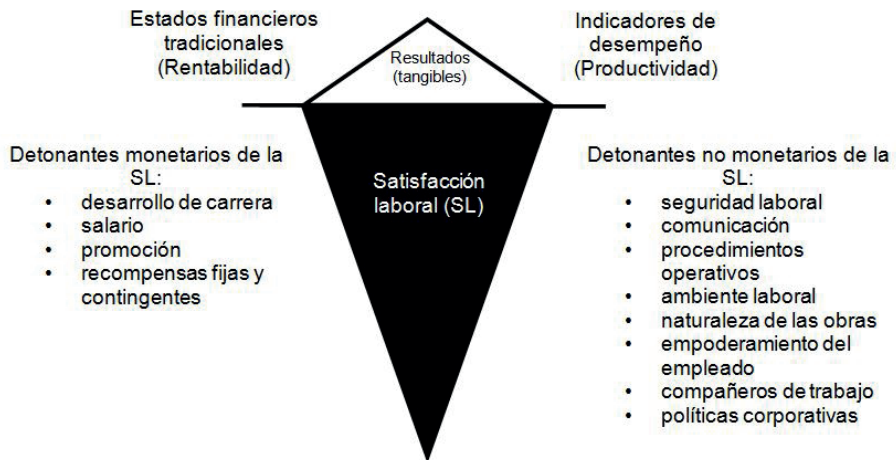 Estados financieros
tradicionales
(Rentabilidad)
Resultados
(tangibles)
Indicadores de
desempeño
(Productividad)
Detonantes monetarios de la
SL:
• desarrollo de carrera
• salario
• promoción
• recompensas fijas y
contingentes
Satisfacción
laboral (SL)
Detonantes no monetarios de la
SL:
• seguridad laboral
• comunicación
• procedimientos
operativos
• ambiente laboral
• naturaleza de las obras
• empoderamiento del
empleado
• compañeros de trabajo
• políticas corporativas